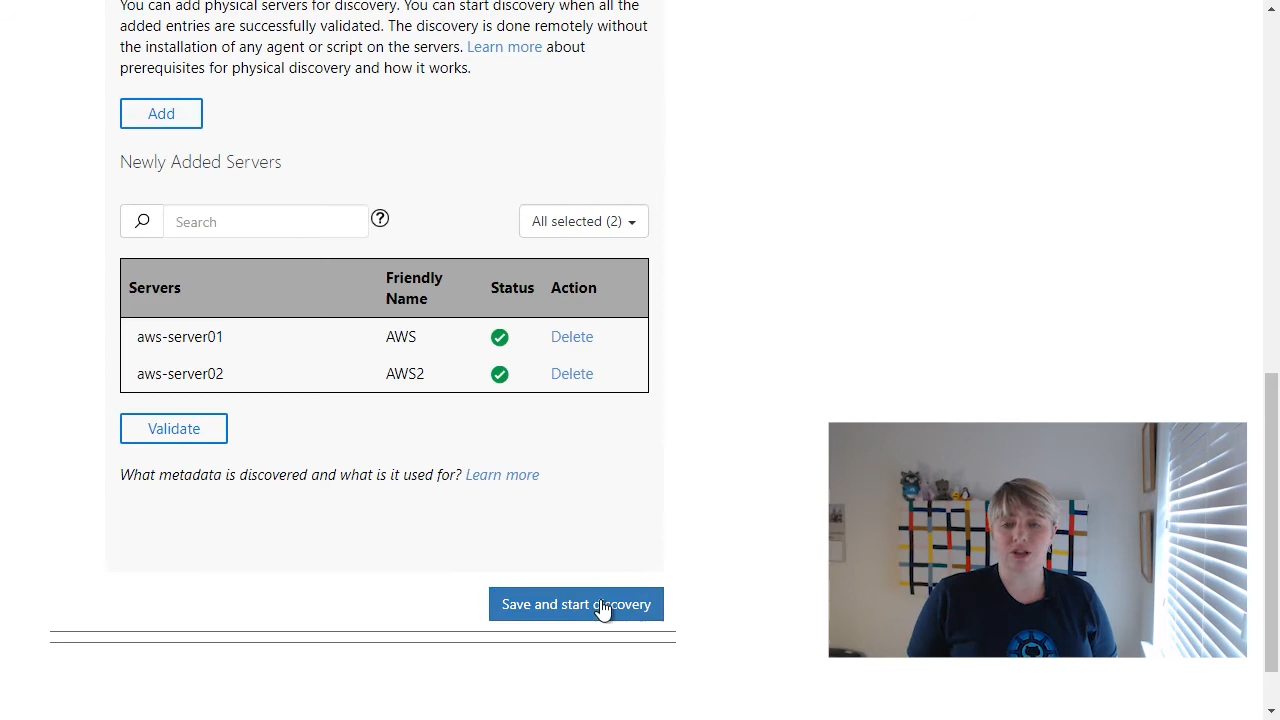 You can add physical servers for discovery. You can start discovery when all the
added entries are successfully validated. The discovery is done remotely without
the installation of any agent or script on the servers. Learn more about
prerequisites for physical discovery and how it works.
Add
Newly Added Servers
Search
All selected (2)
Servers Friendly Name Status Action
aws-server01 AWS Delete
aws-server02 AWS2 Delete
Validate
What metadata is discovered and what is it used for? Learn more
Save and start discovery